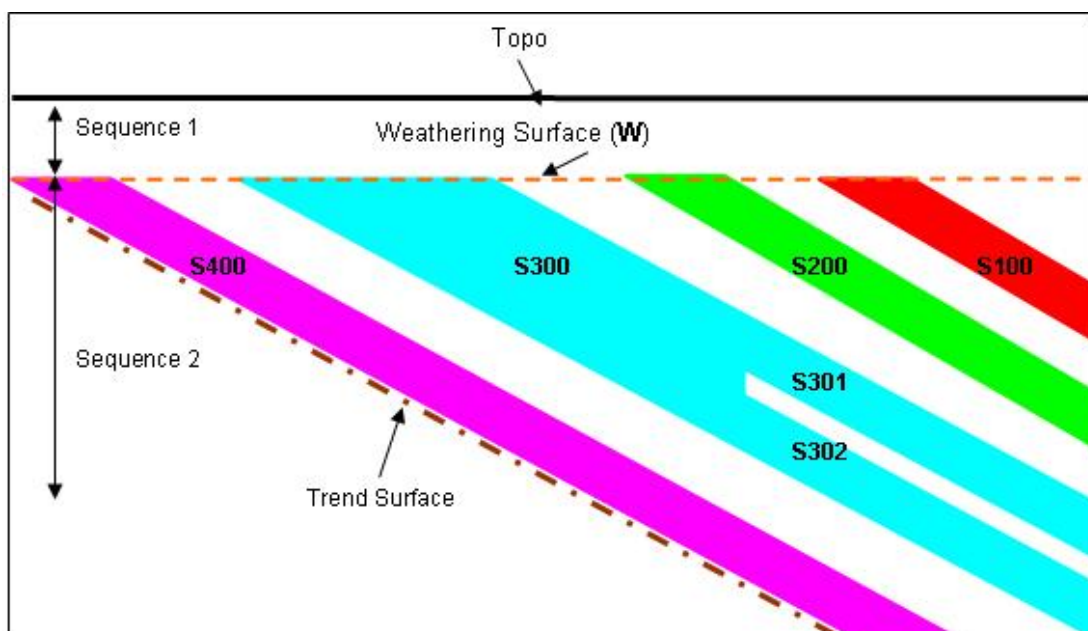 Topo
Sequence 1
Weathering Surface (W)
S400
S300
S200
S100
Sequence 2
S301
S302
Trend Surface